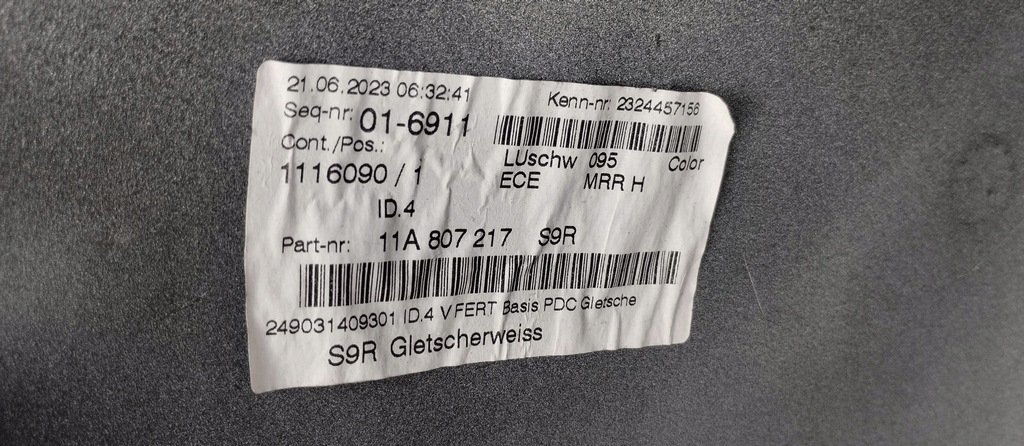 21.06.2023 06:32:41
Kenn-nr: 2324457156
Seq-nr: 01-6911
Cont./Pos.:
LUschw 095 Color
1116090 / 1
ECE MRR H
ID.4
Part-nr: 11A 807 217 S9R
249031409301 ID.4 V FERT Basis PDC Gletsche
S9R Gletscherweiss